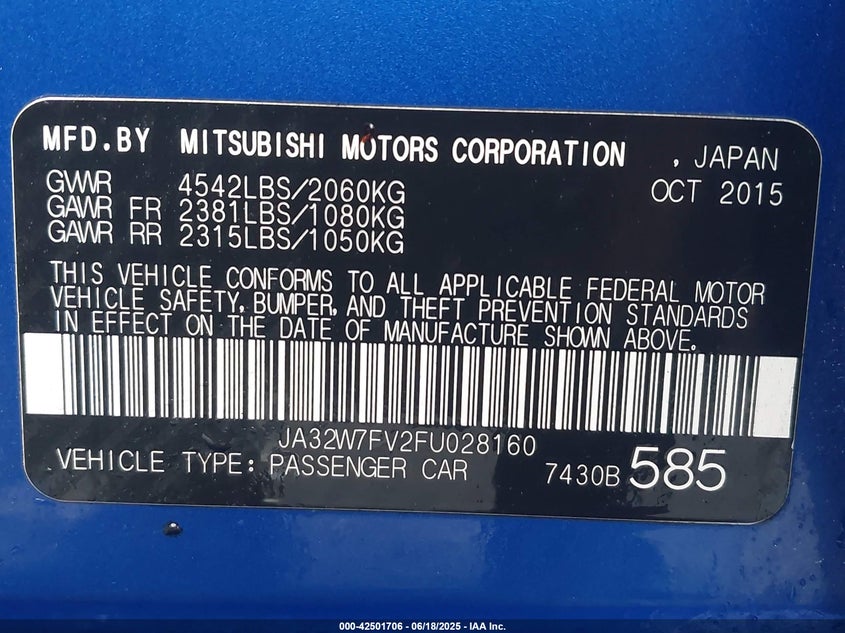 MFD.BY MITSUBISHI MOTORS CORPORATION , JAPAN
GVWR 4542LBS/2060KG OCT 2015
GAWR FR 2381LBS/1080KG
GAWR RR 2315LBS/1050KG
THIS VEHICLE CONFORMS TO ALL APPLICABLE FEDERAL MOTOR
VEHICLE SAFETY, BUMPER, AND THEFT PREVENTION STANDARDS
IN EFFECT ON THE DATE OF MANUFACTURE SHOWN ABOVE.
JA32W7FV2FU028160
VEHICLE TYPE: PASSENGER CAR 7430B 585
000-42501706 - 06/18/2025 - IAA Inc.